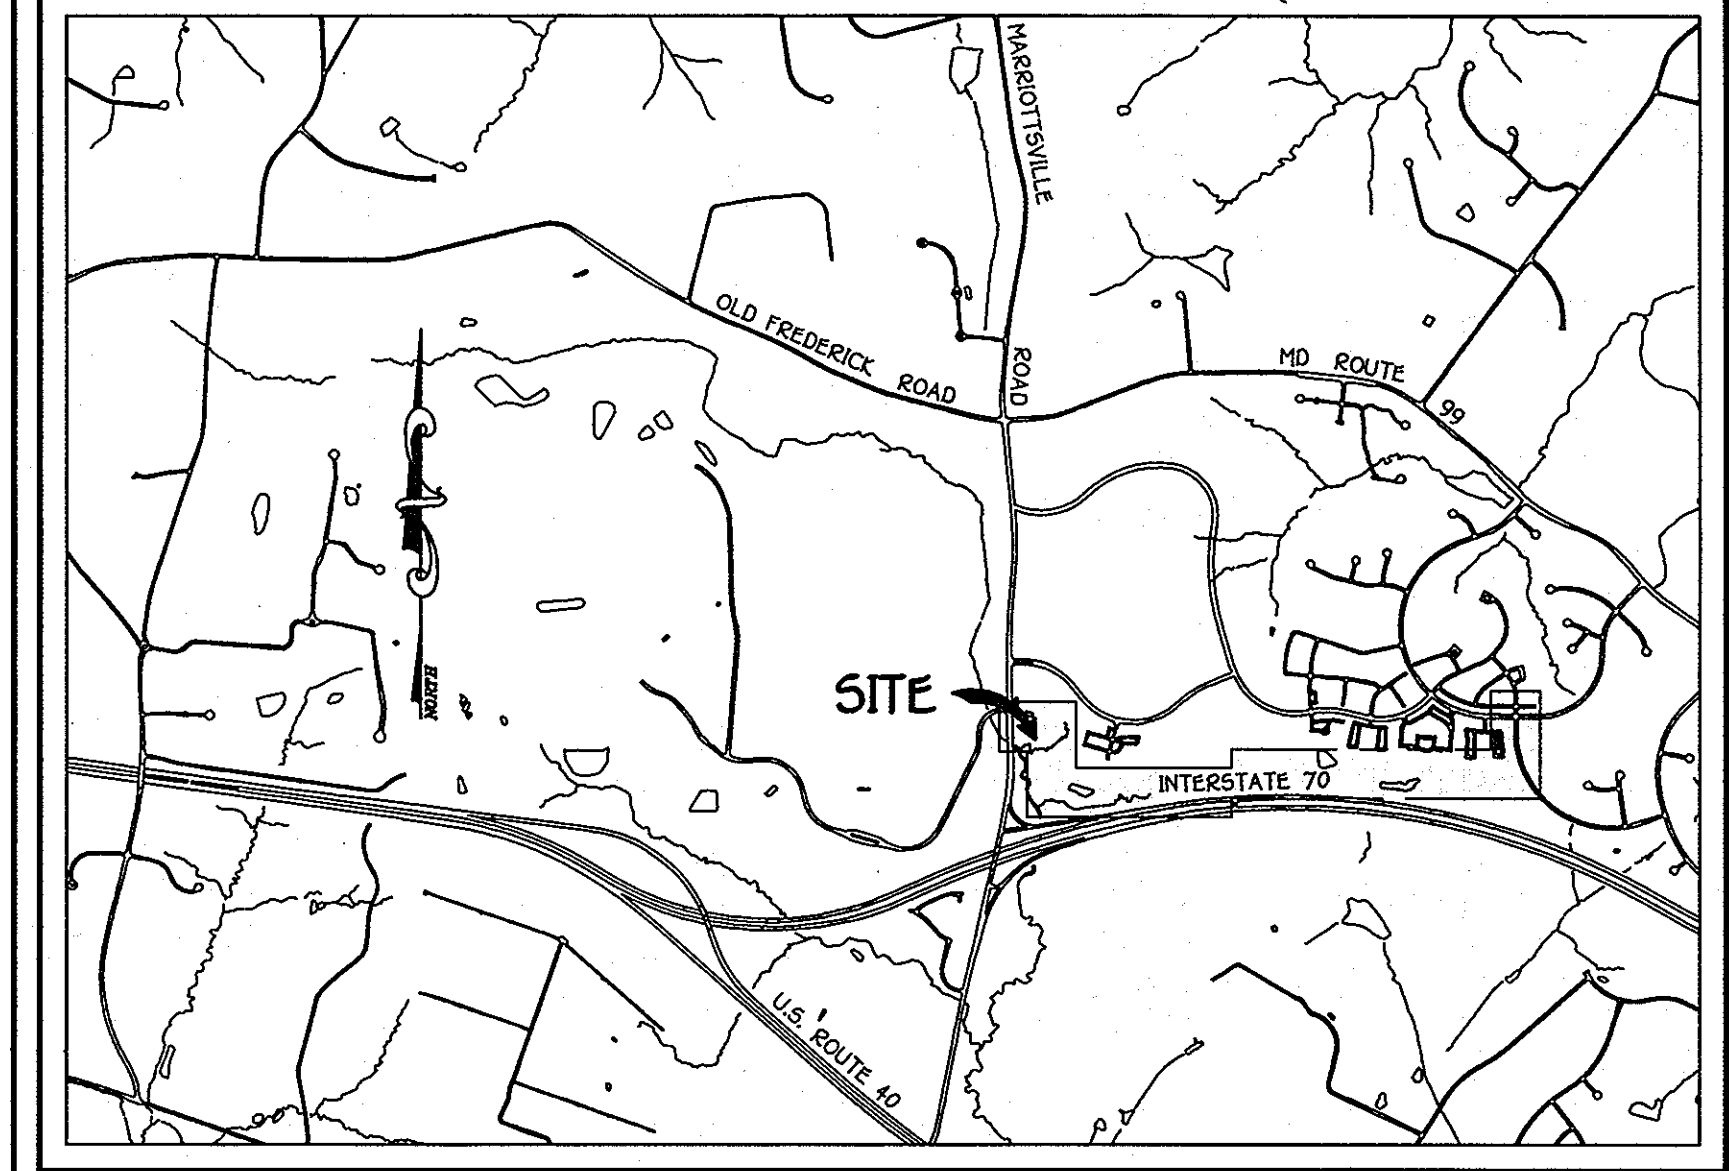 MARRIOTTSVILLE
ROAD
OLD FREDERICK ROAD
MD ROUTE
99
NORTH
SITE
INTERSTATE 70
U.S. ROUTE 40